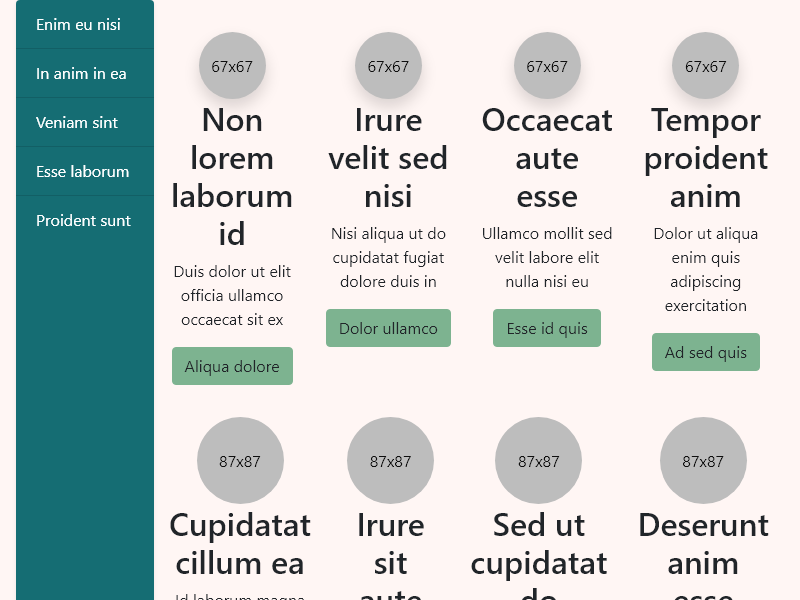 Enim eu nisi
In anim in ea
Veniam sint
Esse laborum
Proident sunt
67x67
Non
lorem
laborum
id
Duis dolor ut elit
officia ullamco
occaecat sit ex
Aliqua dolore
67x67
Irure
velit sed
nisi
Nisi aliqua ut do
cupidatat fugiat
dolore duis in
Dolor ullamco
67x67
Occaecat
aute
esse
Ullamco mollit sed
velit labore elit
nulla nisi eu
Esse id quis
67x67
Tempor
proident
anim
Dolor ut aliqua
enim quis
adipiscing
exercitation
Ad sed quis
87x87
Cupidatat
cillum ea
Id laborum magna
87x87
Irure
sit
aute
87x87
Sed ut
cupidatat
do
87x87
Deserunt
anim
esse